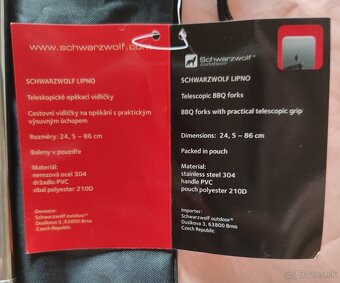 www.schwarzwolf.com
SCHWARZWOLF LIPNO
Teleskopické opékací vidličky
Cestovní vidličky na opékání s praktickým
výsuvným úchopem
Rozměry: 24, 5 – 86 cm
Baleny v pouzdře
Materiál:
nerezová ocel 304
držadlo PVC
obal polyester 210D
Dovozce:
Schwarzwolf outdoor®
Dusíkova 3, 63800 Brno
Czech Republic
Schwarzwolf®
outdoor
SCHWARZWOLF LIPNO
Telescopic BBQ forks
BBQ forks with practical telescopic grip
Dimensions: 24, 5 – 86 cm
Packed in pouch
Material:
stainless steel 304
handle PVC
pouch polyester 210D
Importer:
Schwarzwolf outdoor®
Dusíkova 3, 63800 Brno
Czech Republic
Bazos.sk